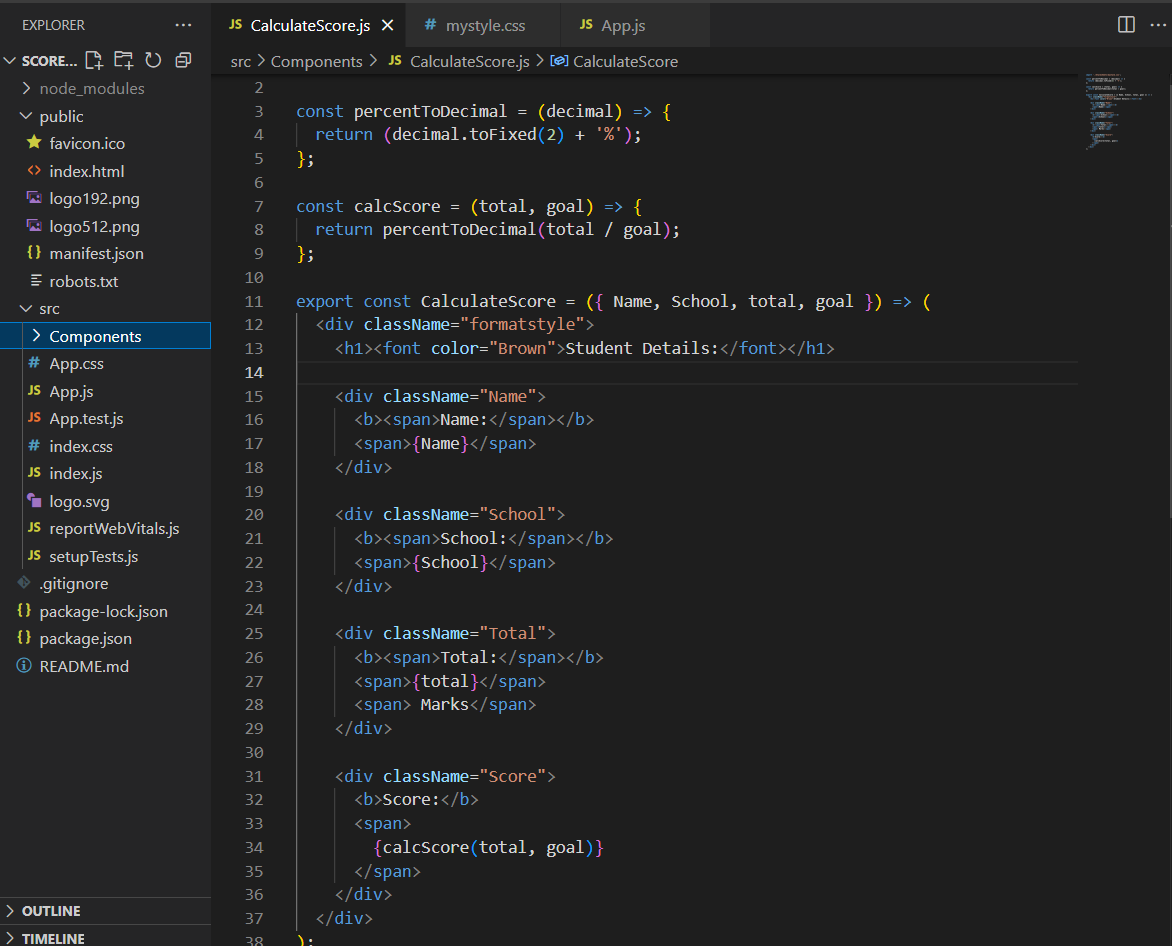 EXPLORER
SCORE...
node_modules
public
favicon.ico
index.html
logo192.png
logo512.png
manifest.json
robots.txt
src
Components
App.css
App.js
App.test.js
index.css
index.js
logo.svg
reportWebVitals.js
setupTests.js
.gitignore
package-lock.json
package.json
README.md
OUTLINE
TIMELINE
JS CalculateScore.js
# mystyle.css
JS App.js
src > Components > JS CalculateScore.js > CalculateScore
2
3 const percentToDecimal = (decimal) => {
4 return (decimal.toFixed(2) + '%');
5 };
6
7 const calcScore = (total, goal) => {
8 return percentToDecimal(total / goal);
9 };
10
11 export const CalculateScore = ({ Name, School, total, goal }) => (
12 <div className="formatstyle">
13 <h1><font color="Brown">Student Details:</font></h1>
14
15 <div className="Name">
16 <b><span>Name:</span></b>
17 <span>{Name}</span>
18 </div>
19
20 <div className="School">
21 <b><span>School:</span></b>
22 <span>{School}</span>
23 </div>
24
25 <div className="Total">
26 <b><span>Total:</span></b>
27 <span>{total}</span>
28 <span> Marks</span>
29 </div>
30
31 <div className="Score">
32 <b>Score:</b>
33 <span>
34 {calcScore(total, goal)}
35 </span>
36 </div>
37 </div>
38 );